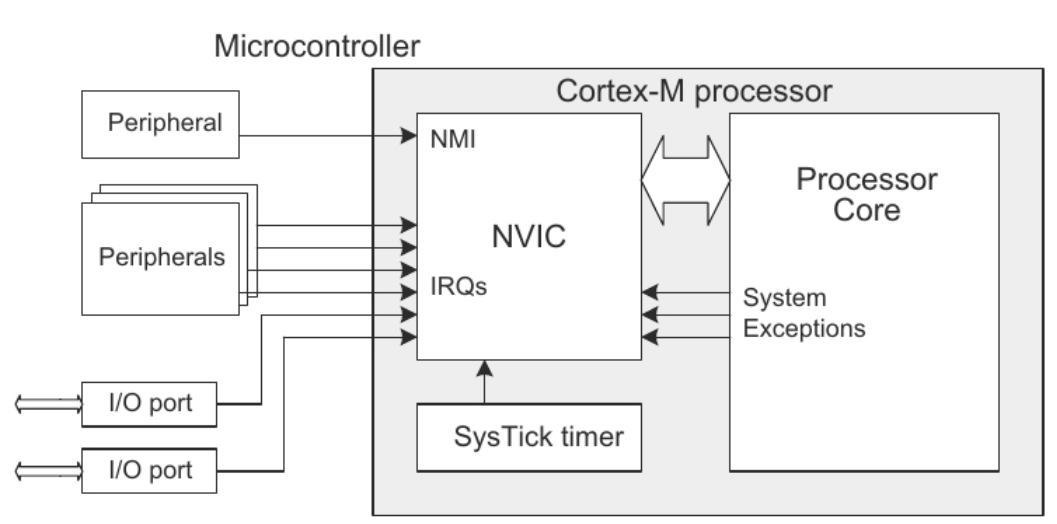 Microcontroller
Cortex-M processor
Peripheral
NMI
Processor
Core
NVIC
Peripherals
IRQs
System
Exceptions
I/O port
SysTick timer
I/O port